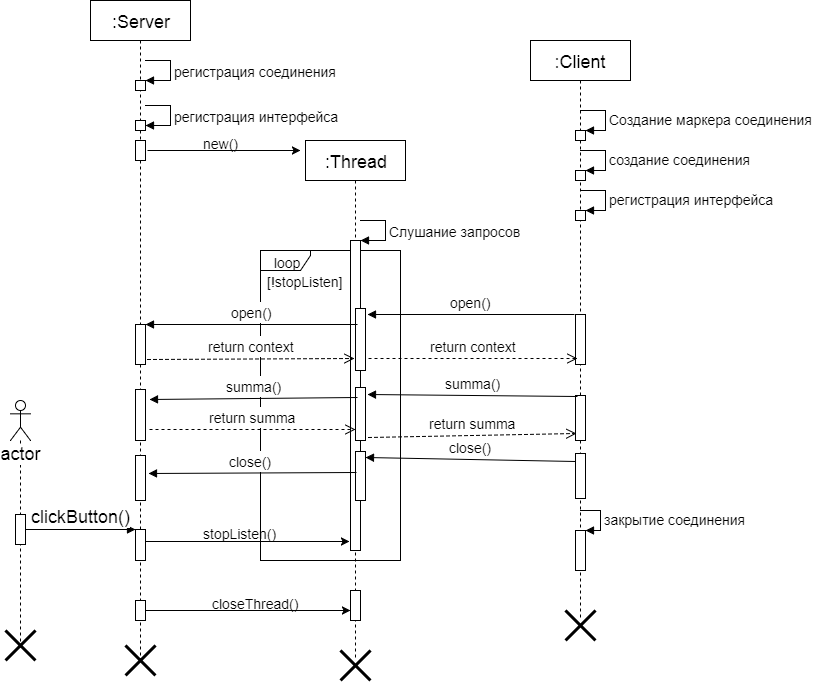 :Server
:Client
регистрация соединения
регистрация интерфейса
Создание маркера соединения
new()
:Thread
создание соединения
регистрация интерфейса
Слушание запросов
loop
[!stopListen]
open()
open()
return context
return context
summa()
summa()
return summa
return summa
actor
close()
close()
clickButton()
закрытие соединения
stopListen()
closeThread()